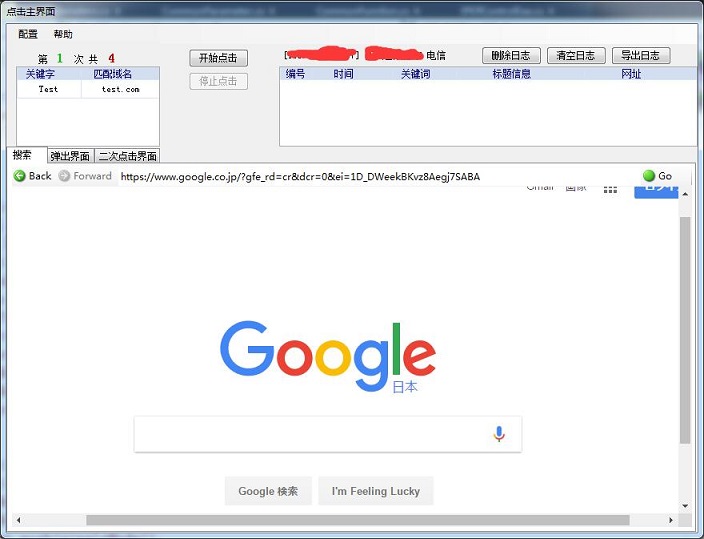 点击主界面
配置 帮助
第 1 次 共 4
开始点击
电信
删除日志 清空日志 导出日志
关键字 匹配域名
编号 时间 关键词 标题信息 网址
Test test.com
停止点击
搜索 弹出界面 二次点击界面
Back Forward https://www.google.co.jp/?gfe_rd=cr&dcr=0&ei=1D_DWeekBKvz8Aegj7SABA Go
Gmail
Google
日本
Google 検索 I'm Feeling Lucky